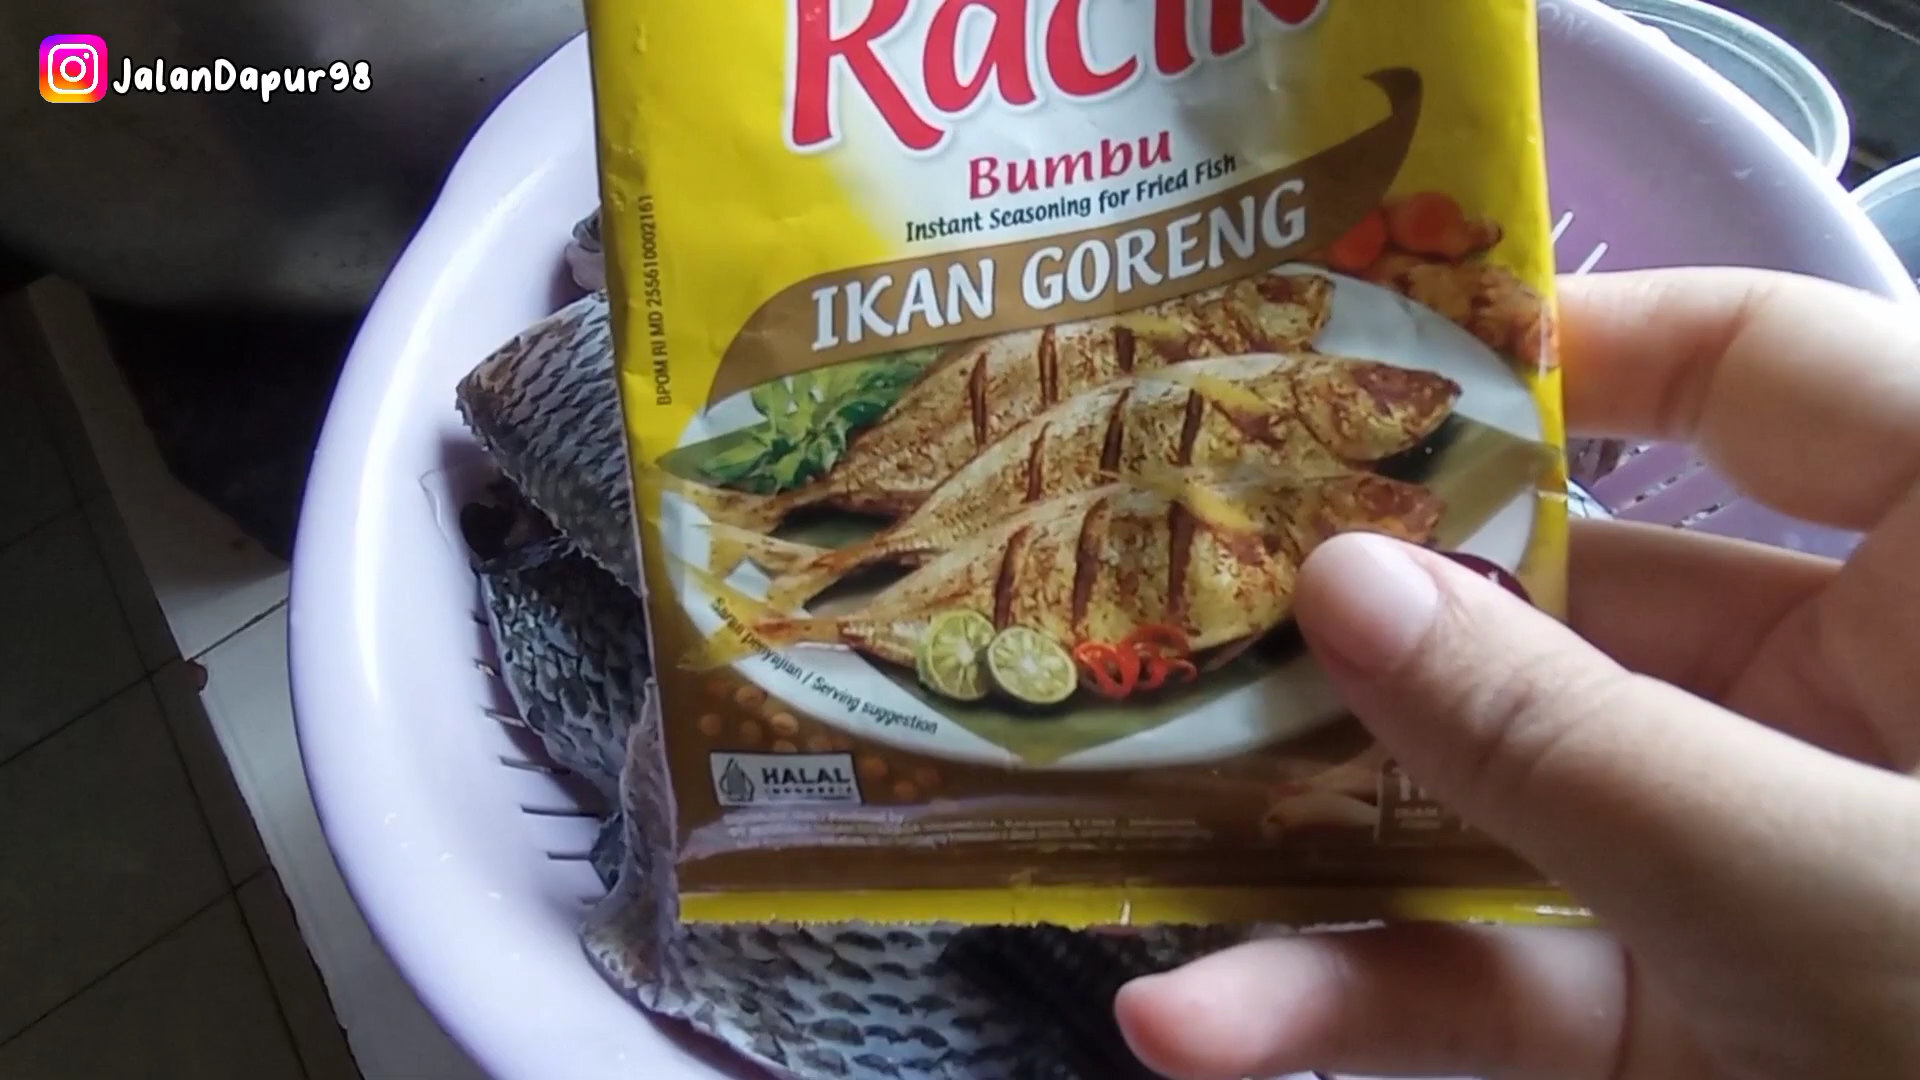 JalanDapur98
Racik
Bumbu
Instant Seasoning for Fried Fish
IKAN GORENG
BPOM RI MD 255610002161
Saran penyajian / Serving suggestion
HALAL
INDONESIA